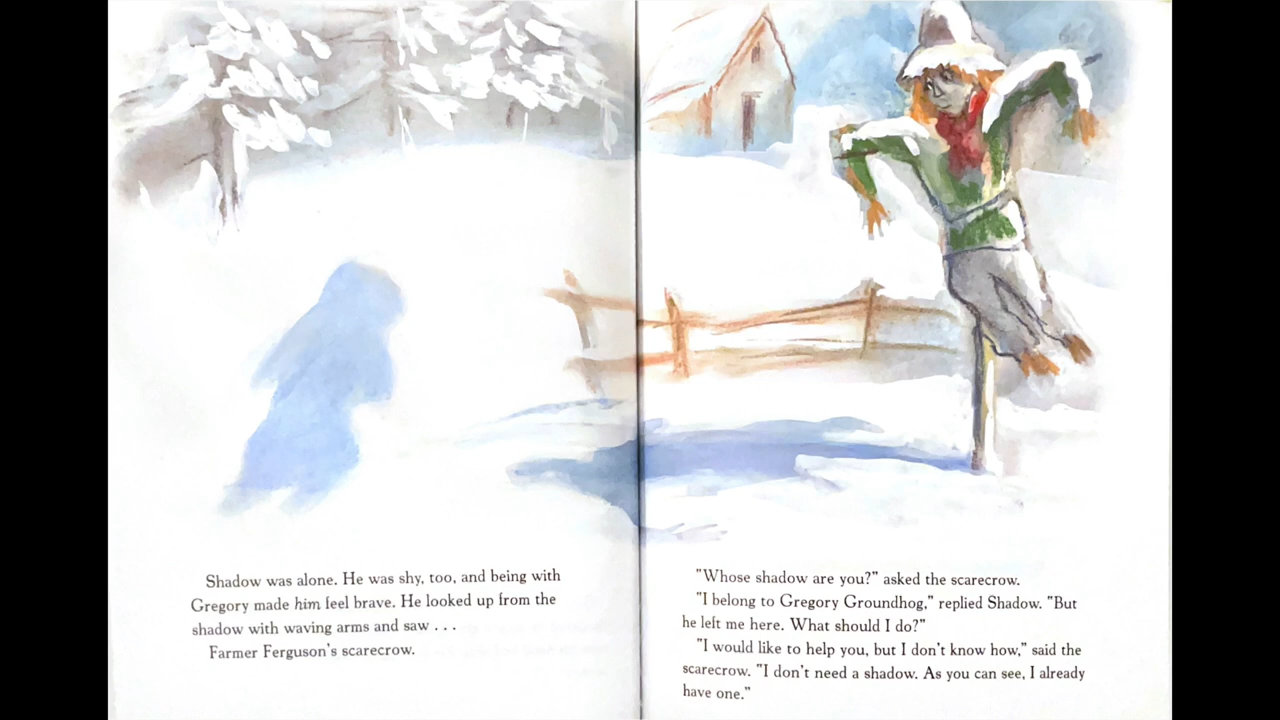 Shadow was alone. He was shy, too, and being with
Gregory made him feel brave. He looked up from the
shadow with waving arms and saw . . .
Farmer Ferguson's scarecrow.
"Whose shadow are you?" asked the scarecrow.
"I belong to Gregory Groundhog," replied Shadow. "But
he left me here. What should I do?"
"I would like to help you, but I don't know how," said the
scarecrow. "I don't need a shadow. As you can see, I already
have one."